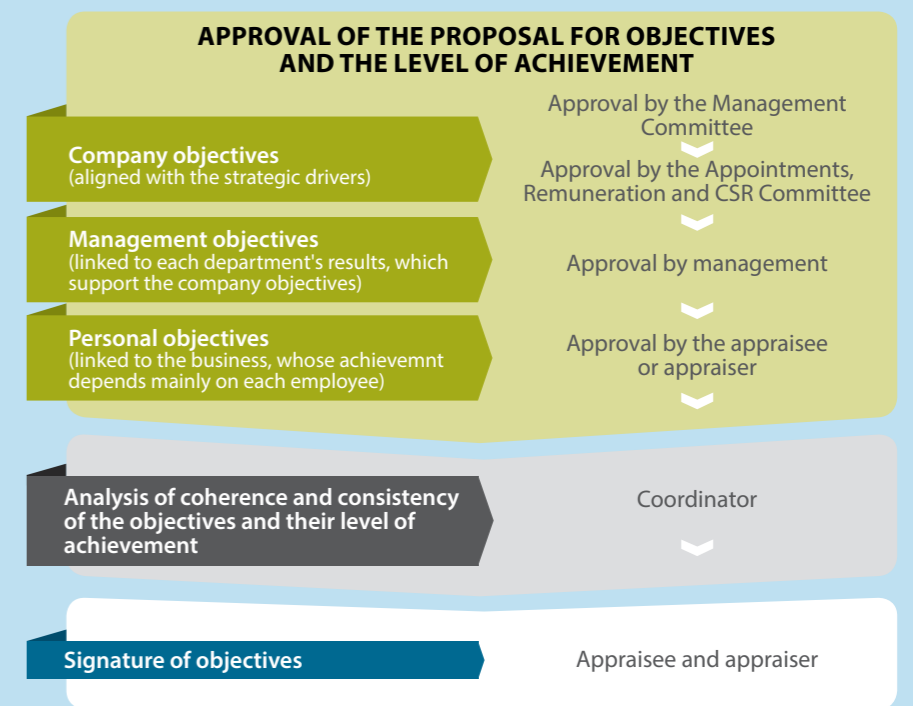 APPROVAL OF THE PROPOSAL FOR OBJECTIVES
AND THE LEVEL OF ACHIEVEMENT
Company objectives
(aligned with the strategic drivers)
Approval by the Management
Committee
Approval by the Appointments,
Remuneration and CSR Committee
Management objectives
(linked to each department's results, which
support the company objectives)
Approval by management
Personal objectives
(linked to the business, whose achievemnt
depends mainly on each employee)
Approval by the appraisee
or appraiser
Analysis of coherence and consistency
of the objectives and their level of
achievement
Coordinator
Signature of objectives
Appraisee and appraiser